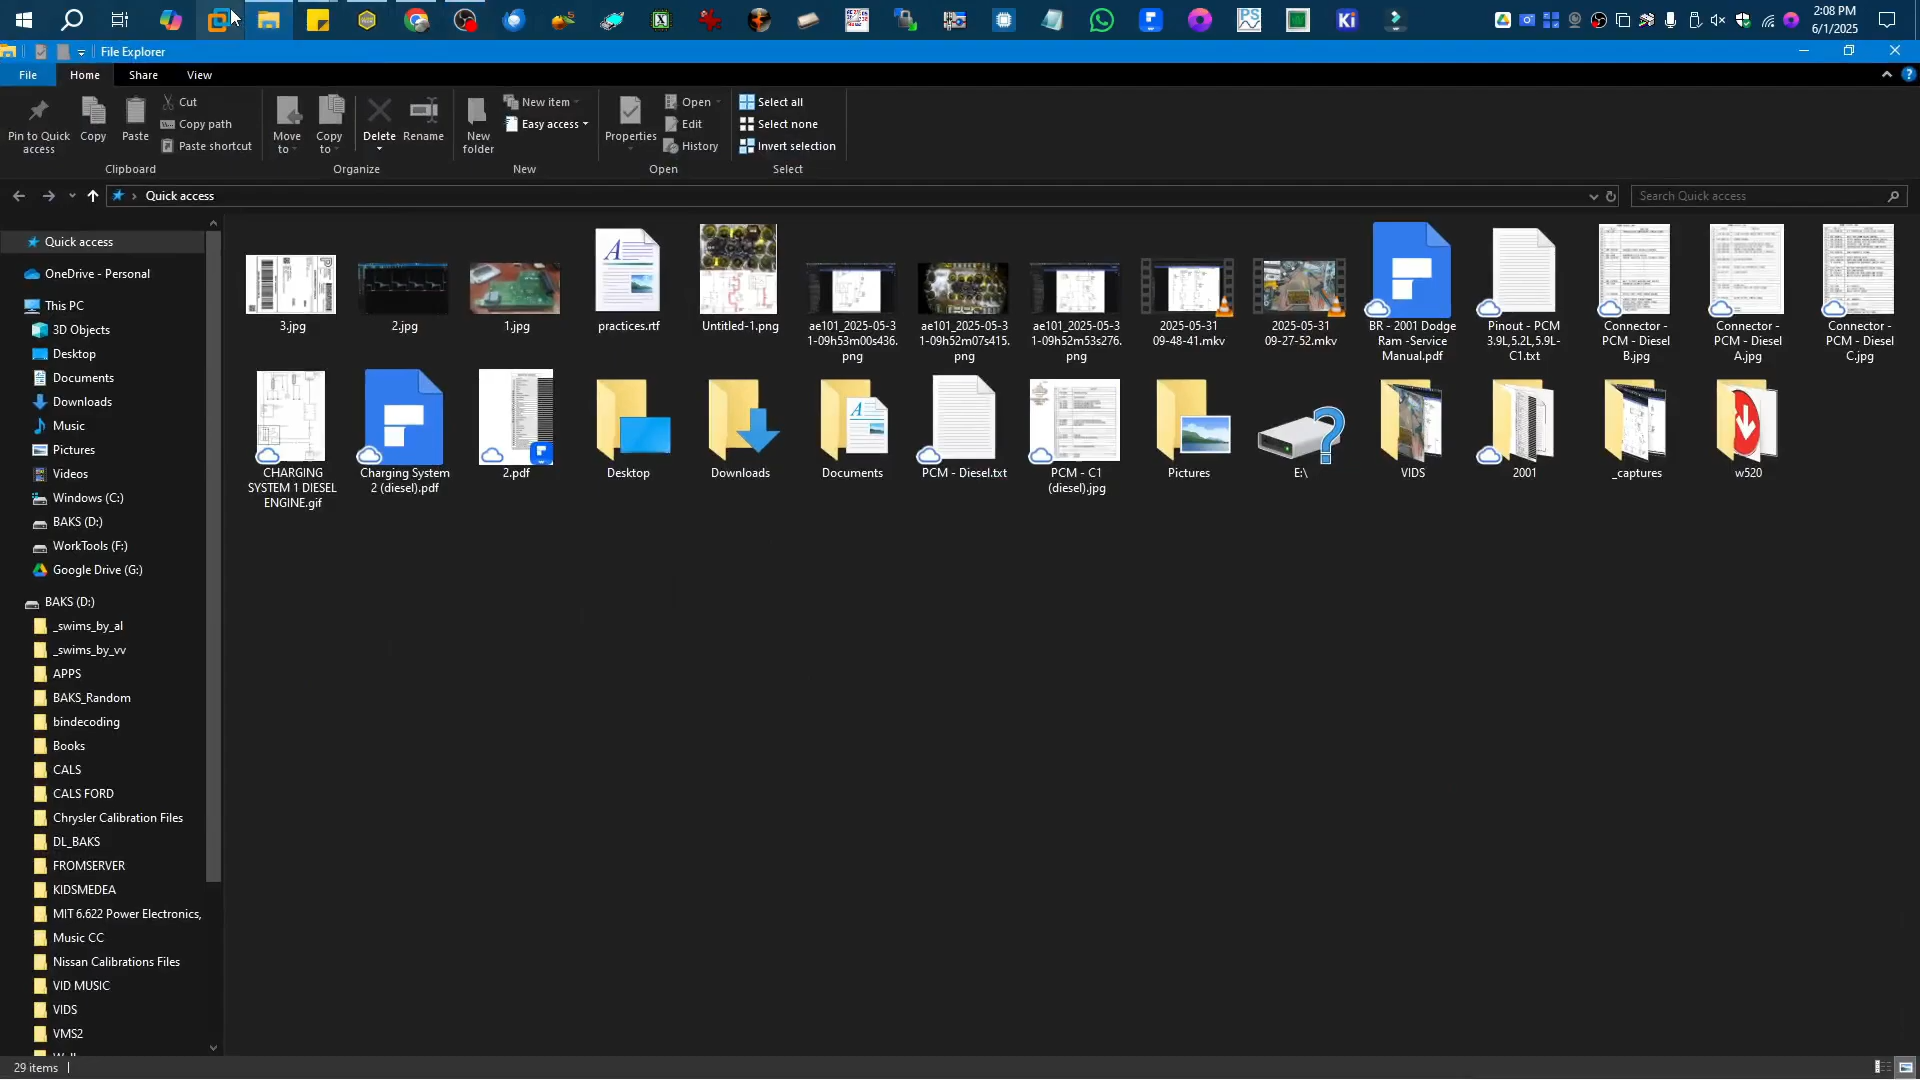 2:08 PM
6/1/2025
File Explorer
File
Home
Share
View
Pin to Quick
access
Copy
Paste
Cut
Copy path
Paste shortcut
Clipboard
Move
to
Copy
to
Delete
Rename
Organize
New
folder
New item
Easy access
New
Properties
Open
Edit
History
Open
Select all
Select none
Invert selection
Select
Quick access
Search Quick access
Quick access
OneDrive - Personal
This PC
3D Objects
Desktop
Documents
Downloads
Music
Pictures
Videos
Windows (C:)
BAKS (D:)
WorkTools (F:)
Google Drive (G:)
BAKS (D:)
_swims_by_al
_swims_by_vv
APPS
BAKS_Random
bindecoding
Books
CALS
CALS FORD
Chrysler Calibration Files
DL_BAKS
FROMSERVER
KIDSMEDEA
MIT 6.622 Power Electronics,
Music CC
Nissan Calibrations Files
VID MUSIC
VIDS
VMS2
3.jpg
2.jpg
1.jpg
practices.rtf
Untitled-1.png
ae101_2025-05-3
1-09h53m00s436.
png
ae101_2025-05-3
1-09h52m07s415.
png
ae101_2025-05-3
1-09h52m53s276.
png
2025-05-31
09-48-41.mkv
2025-05-31
09-27-52.mkv
BR - 2001 Dodge
Ram -Service
Manual.pdf
Pinout - PCM
3.9L,5.2L,5.9L-
C1.txt
Connector -
PCM - Diesel
B.jpg
Connector -
PCM - Diesel
A.jpg
Connector -
PCM - Diesel
C.jpg
CHARGING
SYSTEM 1 DIESEL
ENGINE.gif
Charging System
2 (diesel).pdf
2.pdf
Desktop
Downloads
Documents
PCM - Diesel.txt
PCM - C1
(diesel).jpg
Pictures
E:\
VIDS
2001
_captures
w520
29 items